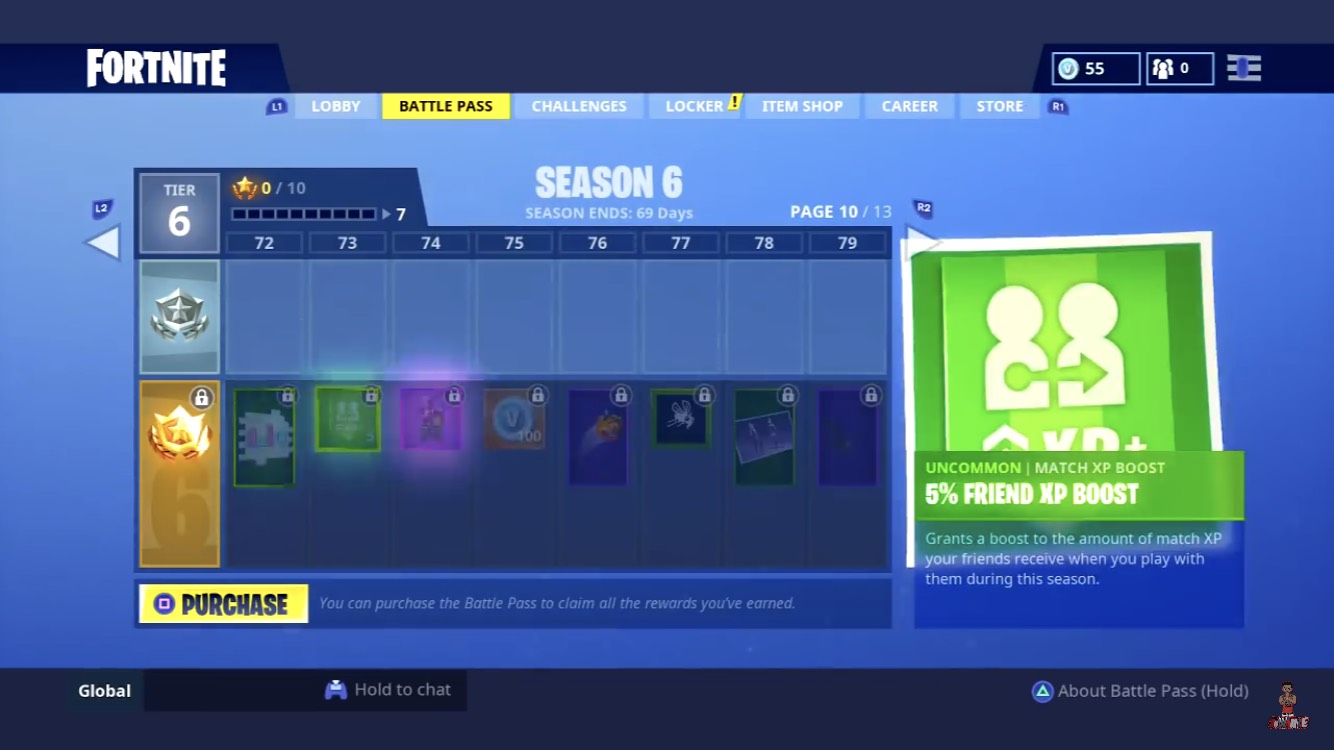 FORTNITE
55
0
L1
LOBBY
BATTLE PASS
CHALLENGES
LOCKER
!
ITEM SHOP
CAREER
STORE
R1
L2
TIER
6
0 / 10
7
SEASON 6
SEASON ENDS: 69 Days
PAGE 10 / 13
R2
72
73
74
75
76
77
78
79
V
100
6
XP+
UNCOMMON | MATCH XP BOOST
5% FRIEND XP BOOST
Grants a boost to the amount of match XP
your friends receive when you play with
them during this season.
PURCHASE
You can purchase the Battle Pass to claim all the rewards you've earned.
Global
Hold to chat
About Battle Pass (Hold)